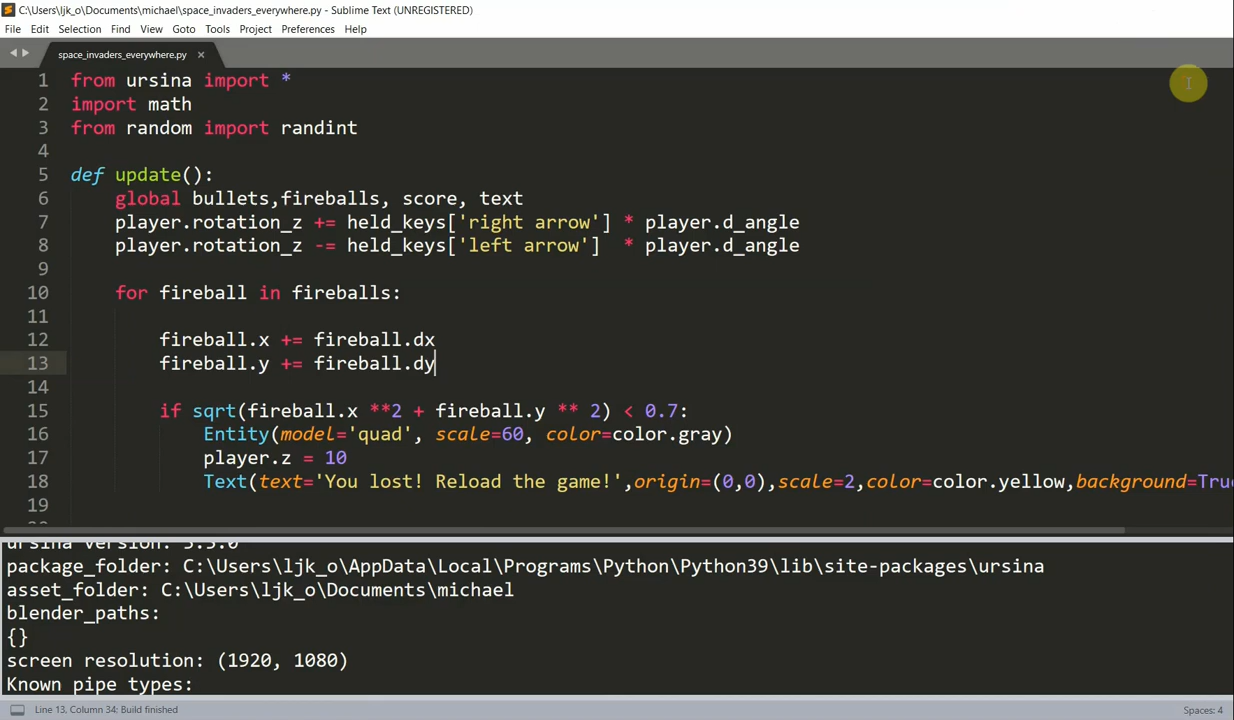 C:\Users\ljk_o\Documents\michael\space_invaders_everywhere.py - Sublime Text (UNREGISTERED)
File Edit Selection Find View Goto Tools Project Preferences Help
space_invaders_everywhere.py ×
1 from ursina import *
2 import math
3 from random import randint
4
5 def update():
6 global bullets,fireballs, score, text
7 player.rotation_z += held_keys['right arrow'] * player.d_angle
8 player.rotation_z -= held_keys['left arrow']  * player.d_angle
9
10 for fireball in fireballs:
11
12 fireball.x += fireball.dx
13 fireball.y += fireball.dy
14
15 if sqrt(fireball.x **2 + fireball.y ** 2) < 0.7:
16 Entity(model='quad', scale=60, color=color.gray)
17 player.z = 10
18 Text(text='You lost! Reload the game!',origin=(0,0),scale=2,color=color.yellow,background=True
19
ursina version: 3.3.0
package_folder: C:\Users\ljk_o\AppData\Local\Programs\Python\Python39\lib\site-packages\ursina
asset_folder: C:\Users\ljk_o\Documents\michael
blender_paths:
{}
screen resolution: (1920, 1080)
Known pipe types:
Line 13, Column 34: Build finished
Spaces: 4